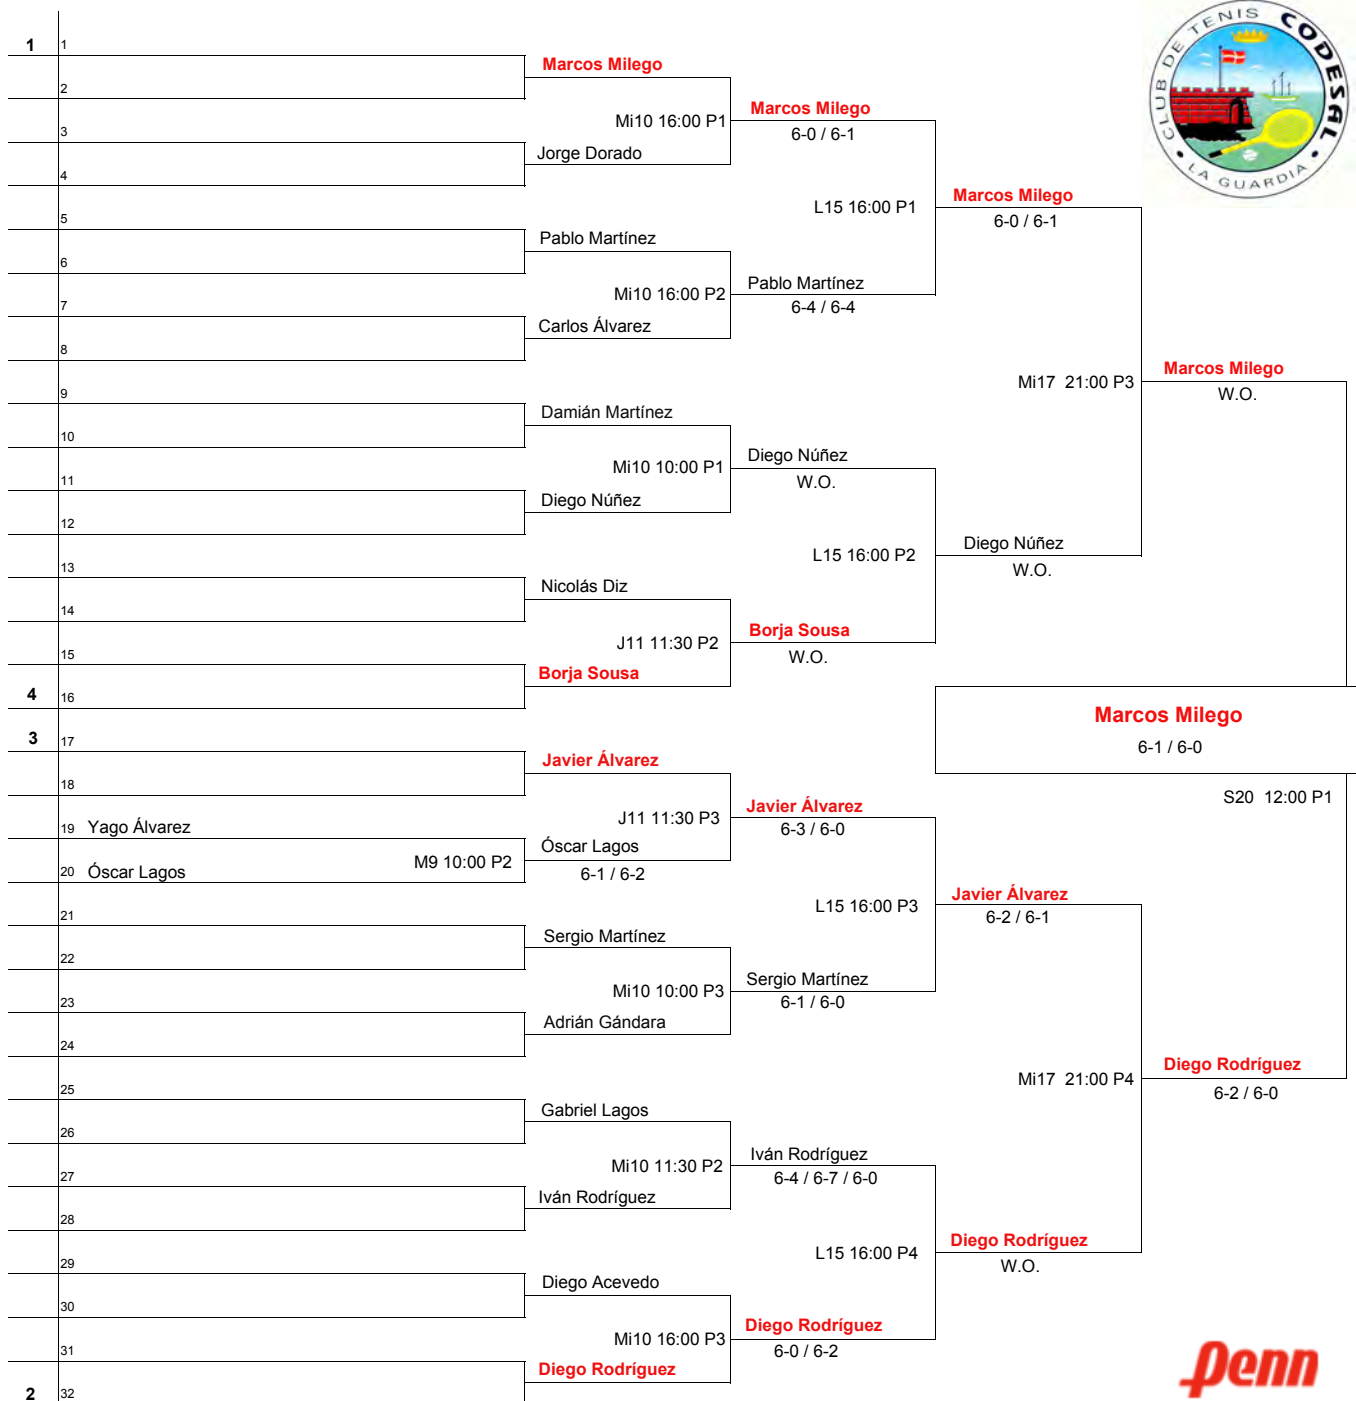 CLUB DE TENIS CODESAL
LA GUARDIA
1 1
Marcos Milego
2
Mi10 16:00 P1
Marcos Milego
6-0 / 6-1
3
Jorge Dorado
4
L15 16:00 P1
Marcos Milego
6-0 / 6-1
5
Pablo Martínez
6
Mi10 16:00 P2
Pablo Martínez
6-4 / 6-4
7
Carlos Álvarez
8
Mi17 21:00 P3
Marcos Milego
W.O.
9
Damián Martínez
10
Mi10 10:00 P1
Diego Núñez
W.O.
11
Diego Núñez
12
L15 16:00 P2
Diego Núñez
W.O.
13
Nicolás Diz
14
J11 11:30 P2
Borja Sousa
W.O.
15
Borja Sousa
4 16
Marcos Milego
6-1 / 6-0
S20 12:00 P1
3 17
Javier Álvarez
18
J11 11:30 P3
Javier Álvarez
6-3 / 6-0
19 Yago Álvarez
M9 10:00 P2
Óscar Lagos
6-1 / 6-2
20 Óscar Lagos
L15 16:00 P3
Javier Álvarez
6-2 / 6-1
21
Sergio Martínez
22
Mi10 10:00 P3
Sergio Martínez
6-1 / 6-0
23
Adrián Gándara
24
Mi17 21:00 P4
Diego Rodríguez
6-2 / 6-0
25
Gabriel Lagos
26
Mi10 11:30 P2
Iván Rodríguez
6-4 / 6-7 / 6-0
27
Iván Rodríguez
28
L15 16:00 P4
Diego Rodríguez
W.O.
29
Diego Acevedo
30
Mi10 16:00 P3
Diego Rodríguez
6-0 / 6-2
31
Diego Rodríguez
2 32
Penn